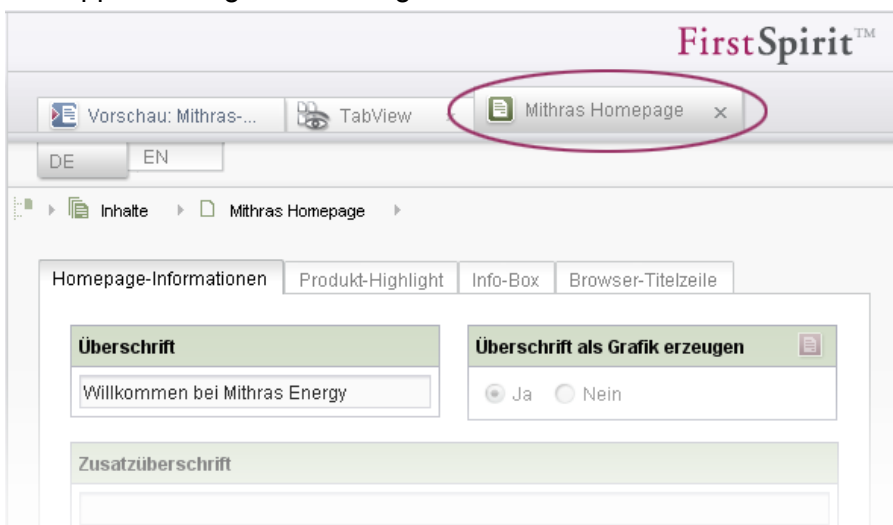 FirstSpirit™
Vorschau: Mithras-... TabView Mithras Homepage
DE EN
Inhalte Mithras Homepage
Homepage-Informationen Produkt-Highlight Info-Box Browser-Titelzeile
Überschrift Überschrift als Grafik erzeugen
Willkommen bei Mithras Energy Ja Nein
Zusatzüberschrift